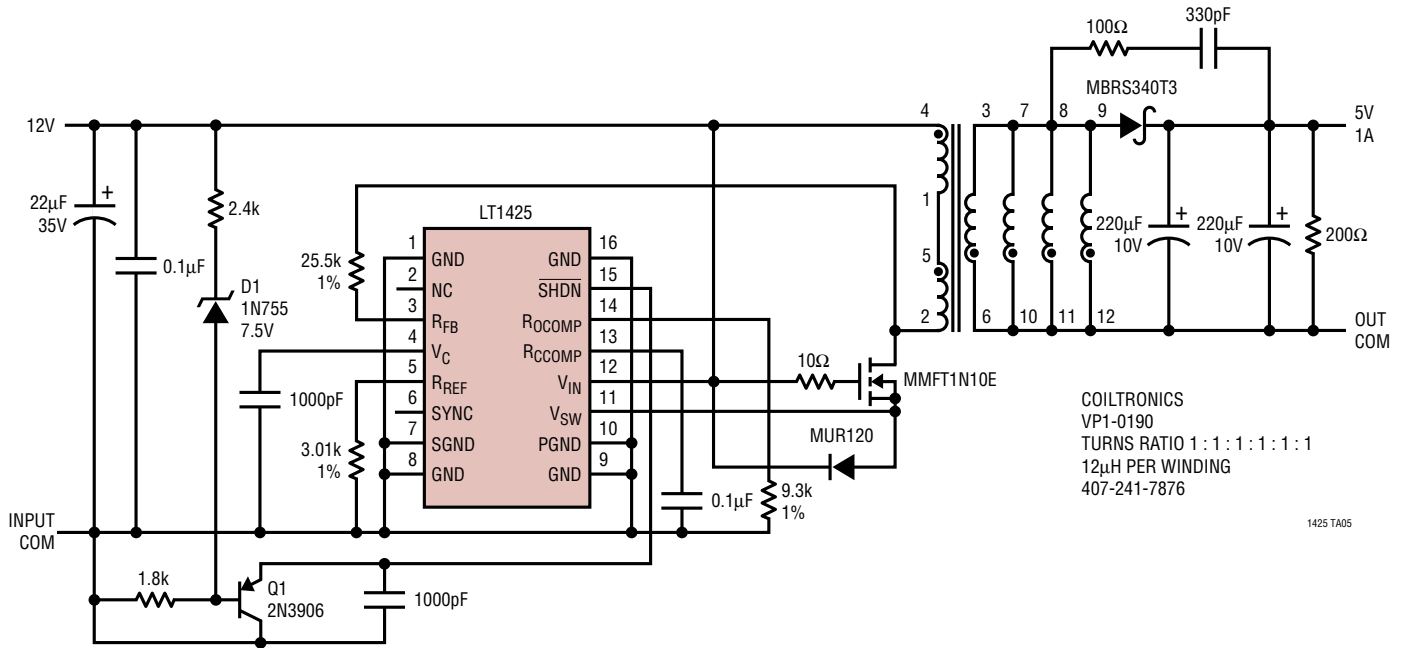 330pF
100Ω
MBRS340T3
12V
4
3
7
8
9
5V
1A
22µF
35V
+
2.4k
0.1µF
D1
1N755
7.5V
LT1425
25.5k
1%
1
GND
2
NC
3
RFB
4
VC
5
RREF
6
SYNC
7
SGND
8
GND
16
GND
15
SHDN
14
ROCOMP
13
RCCOMP
12
VIN
11
VSW
10
PGND
9
GND
1
5
2
6
10
11
12
220µF
10V
+
220µF
10V
+
200Ω
OUT
COM
10Ω
MMFT1N10E
MUR120
1000pF
3.01k
1%
0.1µF
9.3k
1%
COILTRONICS
VP1-0190
TURNS RATIO 1 : 1 : 1 : 1 : 1 : 1
12µH PER WINDING
407-241-7876
1425 TA05
INPUT
COM
1.8k
Q1
2N3906
1000pF